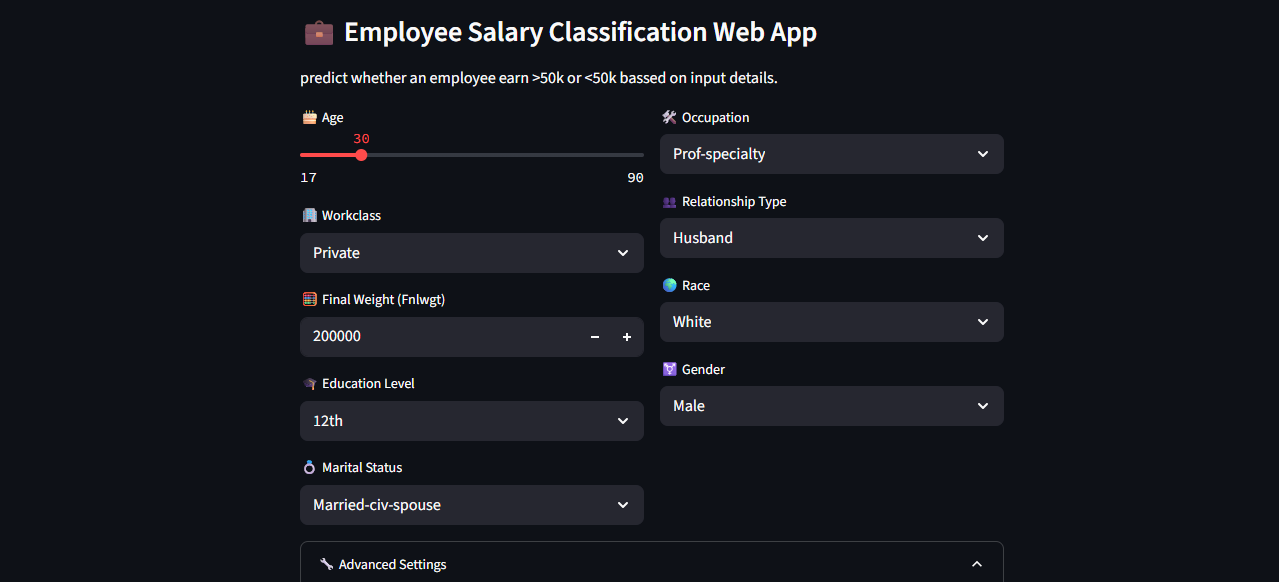 Employee Salary Classification Web App
predict whether an employee earn >50k or <50k bassed on input details.
Age
30
17 90
Workclass
Private
Final Weight (Fnlwgt)
200000
Education Level
12th
Marital Status
Married-civ-spouse
Occupation
Prof-specialty
Relationship Type
Husband
Race
White
Gender
Male
Advanced Settings